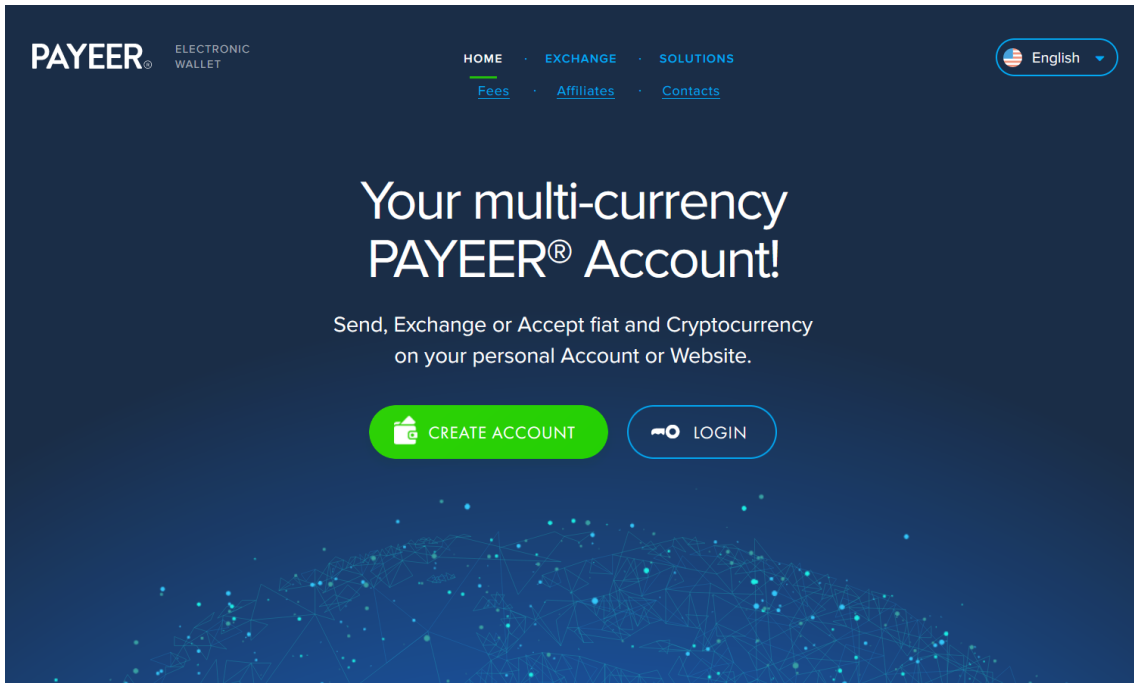 PAYEER®
ELECTRONIC
WALLET
HOME · EXCHANGE · SOLUTIONS
Fees · Affiliates · Contacts
English
Your multi-currency
PAYEER® Account!
Send, Exchange or Accept fiat and Cryptocurrency
on your personal Account or Website.
CREATE ACCOUNT
LOGIN